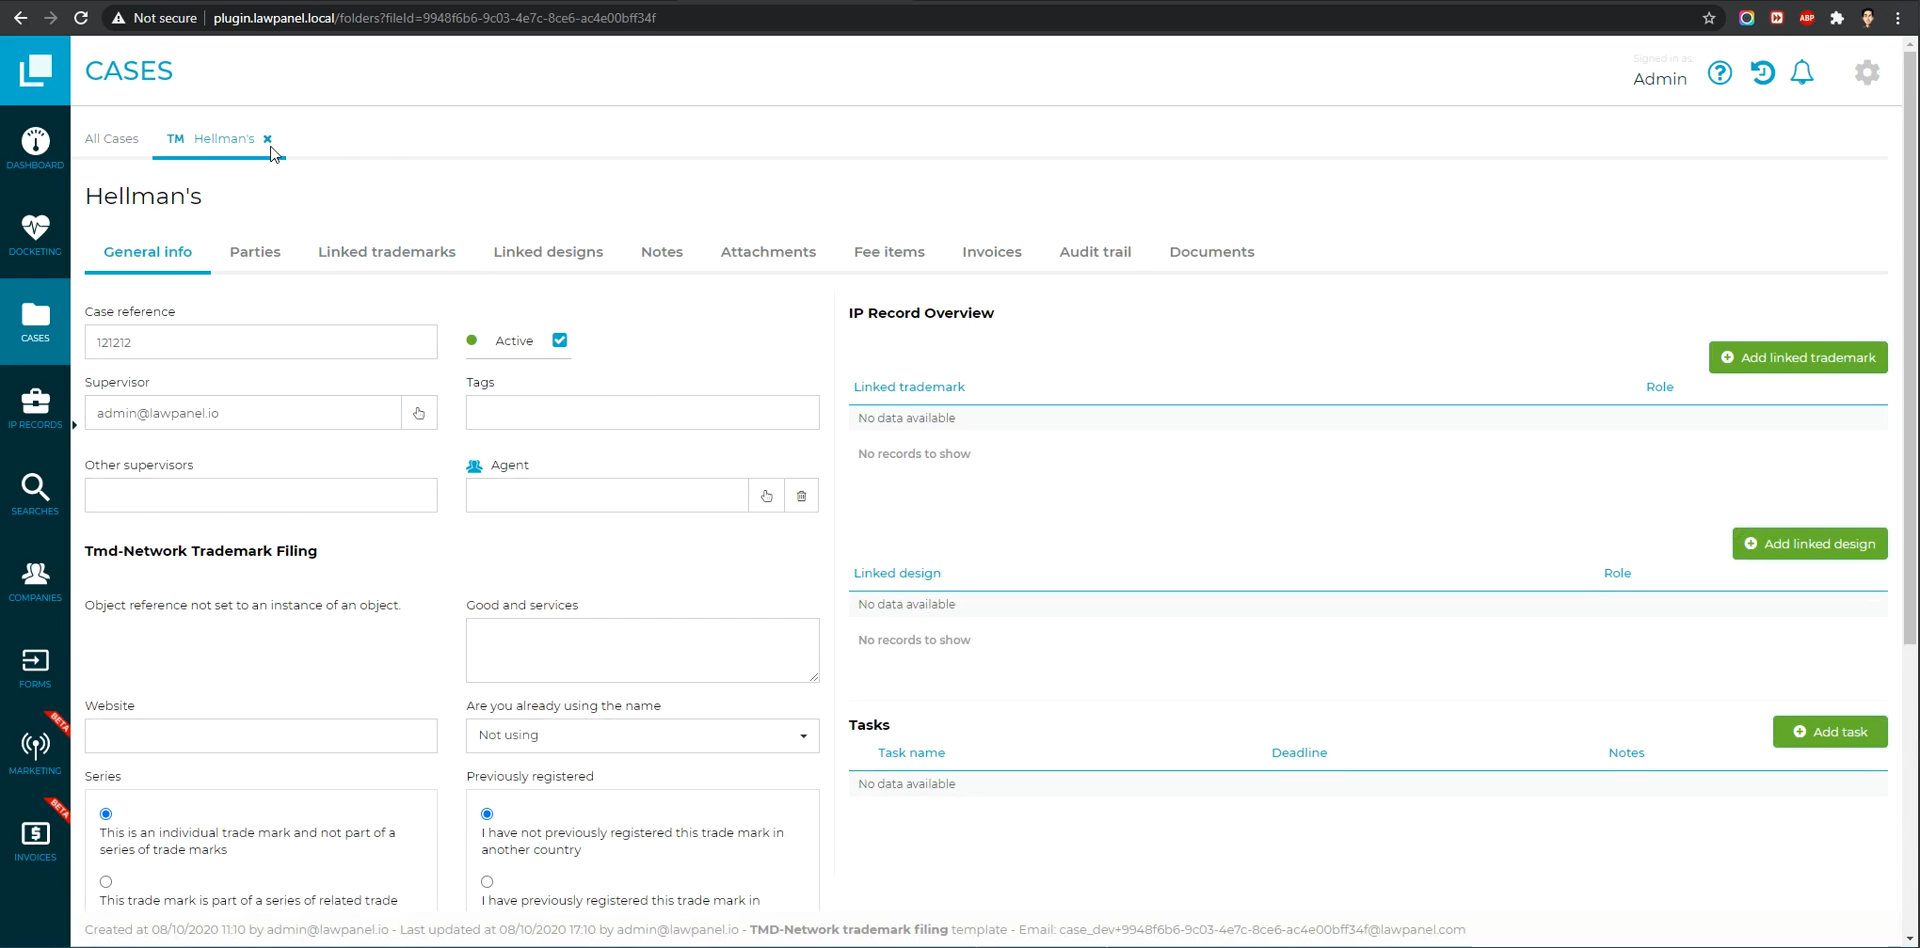 Not secure | plugin.lawpanel.local/folders?fileId=9948f6b6-9c03-4e7c-8ce6-ac4e00bff34f
ABP
CASES
Signed in as:
Admin
DASHBOARD
DOCKETING
CASES
IP RECORDS
SEARCHES
COMPANIES
FORMS
BETA
MARKETING
BETA
INVOICES
All Cases TM Hellman's
Hellman's
General info Parties Linked trademarks Linked designs Notes Attachments Fee items Invoices Audit trail Documents
Case reference
121212
Active
Supervisor
admin@lawpanel.io
Tags
Other supervisors
Agent
Tmd-Network Trademark Filing
Object reference not set to an instance of an object.
Good and services
Website
Are you already using the name
Not using
Series
This is an individual trade mark and not part of a
series of trade marks
This trade mark is part of a series of related trade
Previously registered
I have not previously registered this trade mark in
another country
I have previously registered this trade mark in
IP Record Overview
Add linked trademark
Linked trademark Role
No data available
No records to show
Add linked design
Linked design Role
No data available
No records to show
Tasks
Add task
Task name Deadline Notes
No data available
Created at 08/10/2020 11:10 by admin@lawpanel.io - Last updated at 08/10/2020 17:10 by admin@lawpanel.io - TMD-Network trademark filing template - Email: case_dev+9948f6b6-9c03-4e7c-8ce6-ac4e00bff34f@lawpanel.com